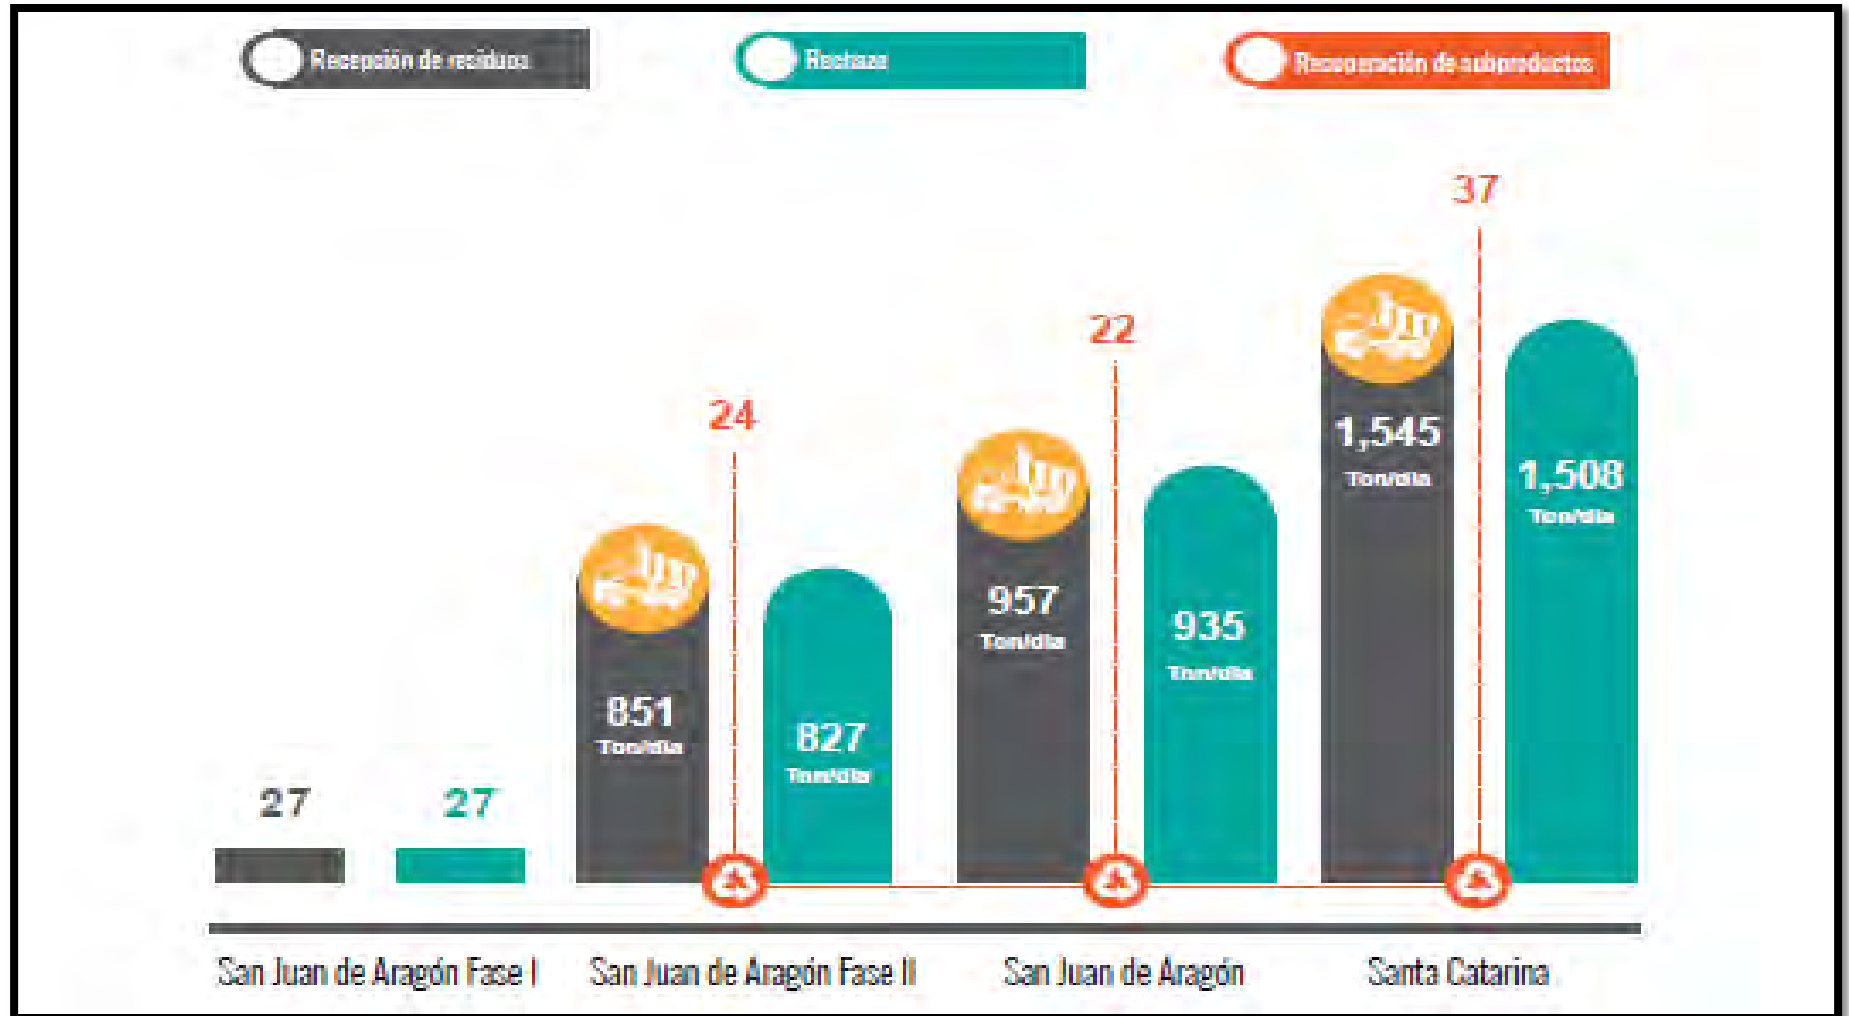 Recepción de residuos
Rechazo
Recuperación de subproductos
37
22
24
1,545
Ton/día
1,508
Ton/día
957
Ton/día
935
Ton/día
851
Ton/día
827
Ton/día
27
27
San Juan de Aragón Fase I
San Juan de Aragón Fase II
San Juan de Aragón
Santa Catarina